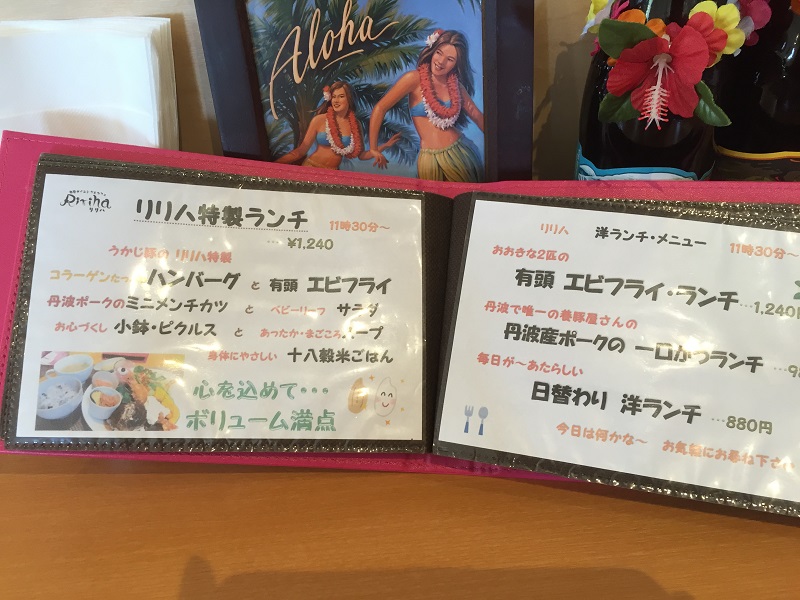 Aloha
リリハ
リリハ特製ランチ 11時30分~
… ¥1,240
うかじ豚の リリハ特製
コラーゲンたっ ハンバーグ と 有頭 エビフライ
丹波ポークのミニメンチカツ と ベビーリーフ サラダ
お心づくし 小鉢・ピクルス と あったか・まごころ ープ
身体にやさしい 十八穀米ごはん
心を込めて・・・
ボリューム満点
リリハ 洋ランチ・メニュー 11時30分~
おおきな2匹の
有頭 エビフライ・ランチ …1,240円
丹波で唯一の養豚屋さんの
丹波産ポークの 一口かつランチ …9
毎日が~あたらしい
日替わり 洋ランチ …880円
今日は何かな~ お気軽にお尋ね下さい